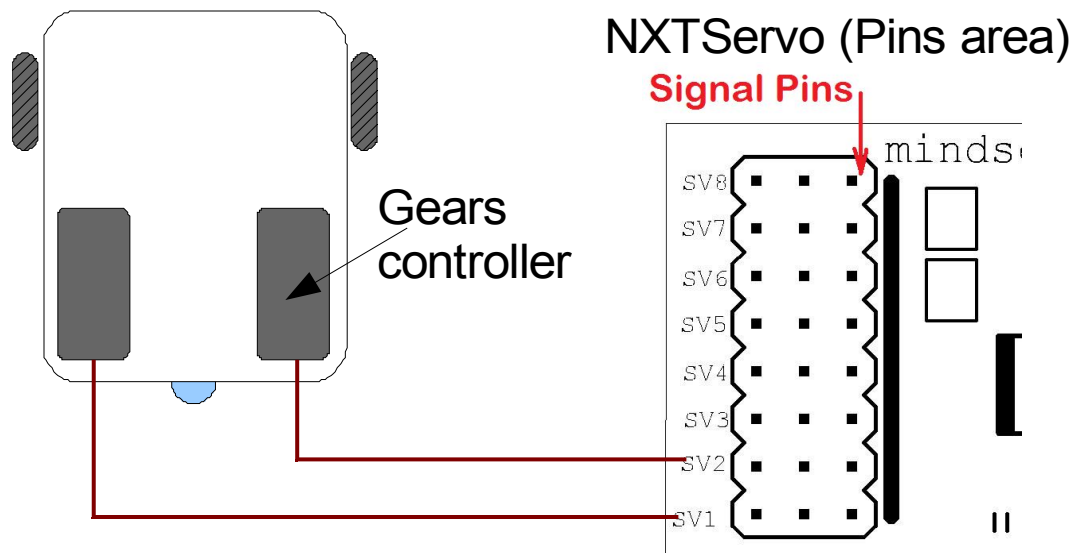 NXTServo (Pins area)
Signal Pins
minds
SV8
SV7
Gears
controller
SV6
SV5
SV4
SV3
SV2
SV1